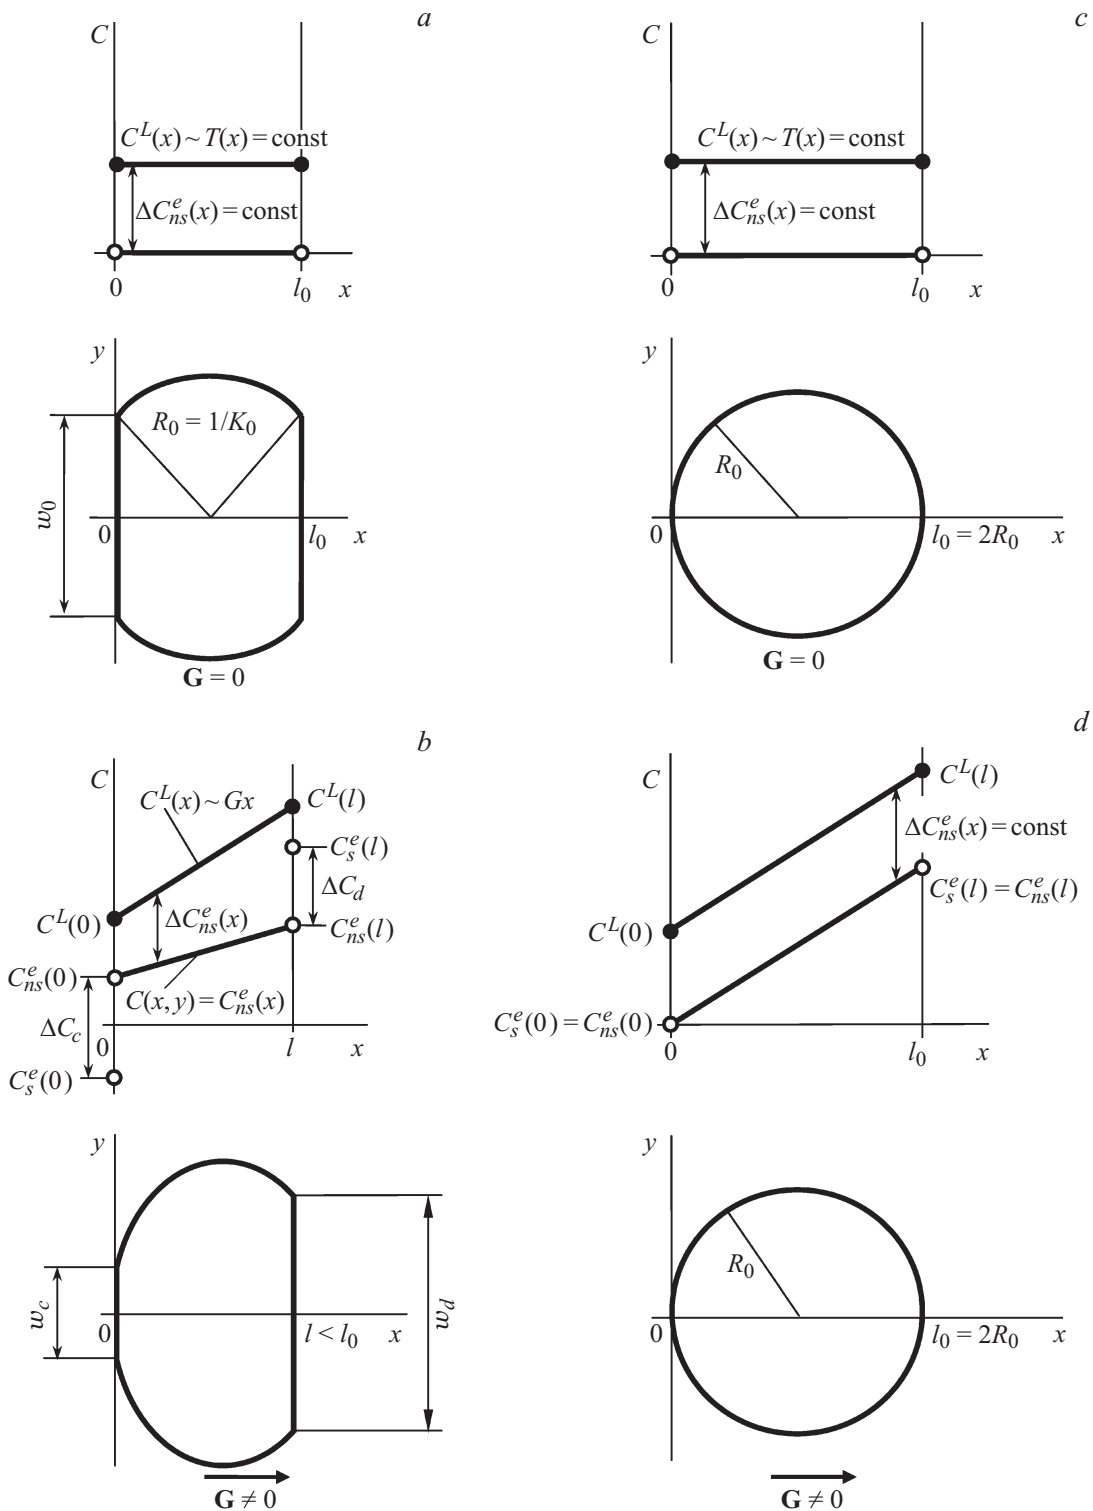 a
C
C^L(x) ~ T(x) = const
ΔC^e_ns(x) = const
0
l_0
x
y
R_0 = 1/K_0
w_0
0
l_0
x
G = 0
c
C
C^L(x) ~ T(x) = const
ΔC^e_ns(x) = const
0
l_0
x
y
R_0
0
l_0 = 2R_0
x
G = 0
b
C
C^L(x) ~ Gx
C^L(l)
C^e_s(l)
ΔC_d
C^L(0)
ΔC^e_ns(x)
C^e_ns(l)
C^e_ns(0)
C(x, y) = C^e_ns(x)
ΔC_c
0
l
x
C^e_s(0)
y
w_c
w_d
0
l < l_0
x
G ≠ 0
d
C
C^L(l)
ΔC^e_ns(x) = const
C^e_s(l) = C^e_ns(l)
C^L(0)
C^e_s(0) = C^e_ns(0)
0
l_0
x
y
R_0
0
l_0 = 2R_0
x
G ≠ 0